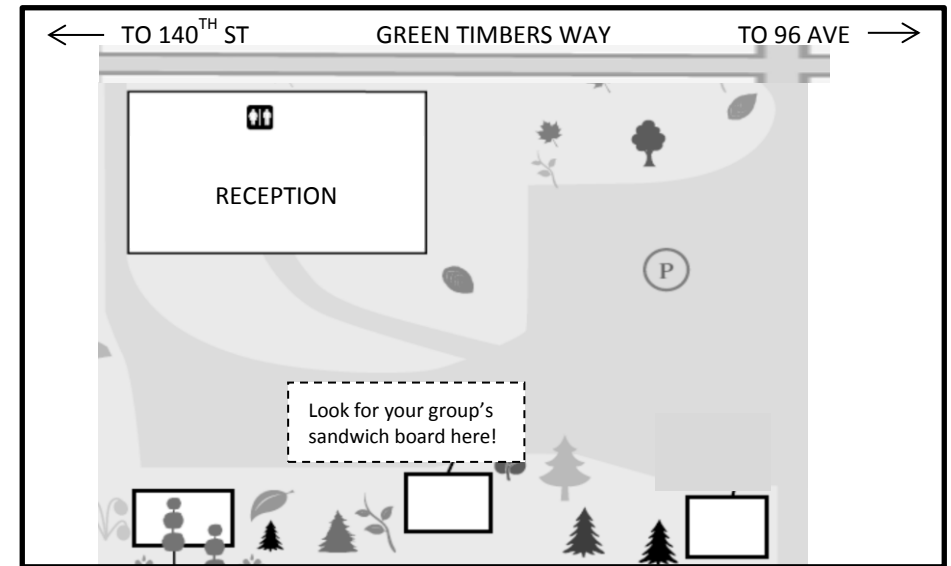 TO 140TH ST GREEN TIMBERS WAY TO 96 AVE
RECEPTION
P
Look for your group's
sandwich board here!